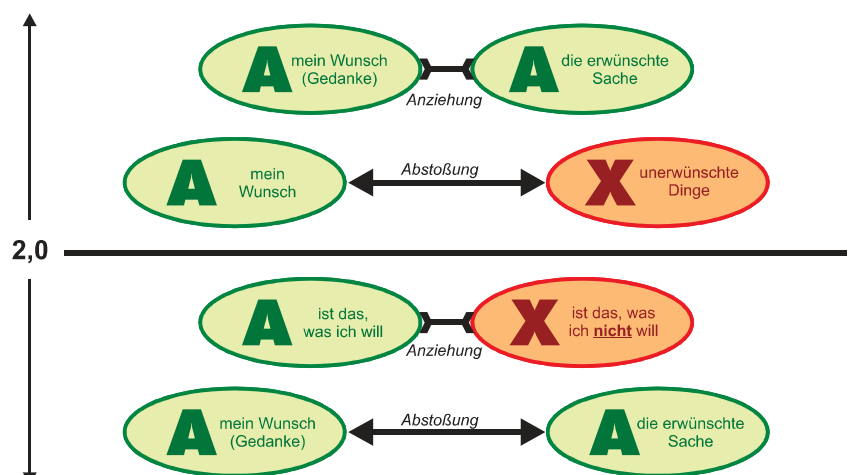 A mein Wunsch
(Gedanke)
Anziehung
A die erwünschte
Sache
A mein
Wunsch
Abstoßung
X unerwünschte
Dinge
2,0
A ist das,
was ich will
Anziehung
X ist das, was
ich nicht will
A mein Wunsch
(Gedanke)
Abstoßung
A die erwünschte
Sache